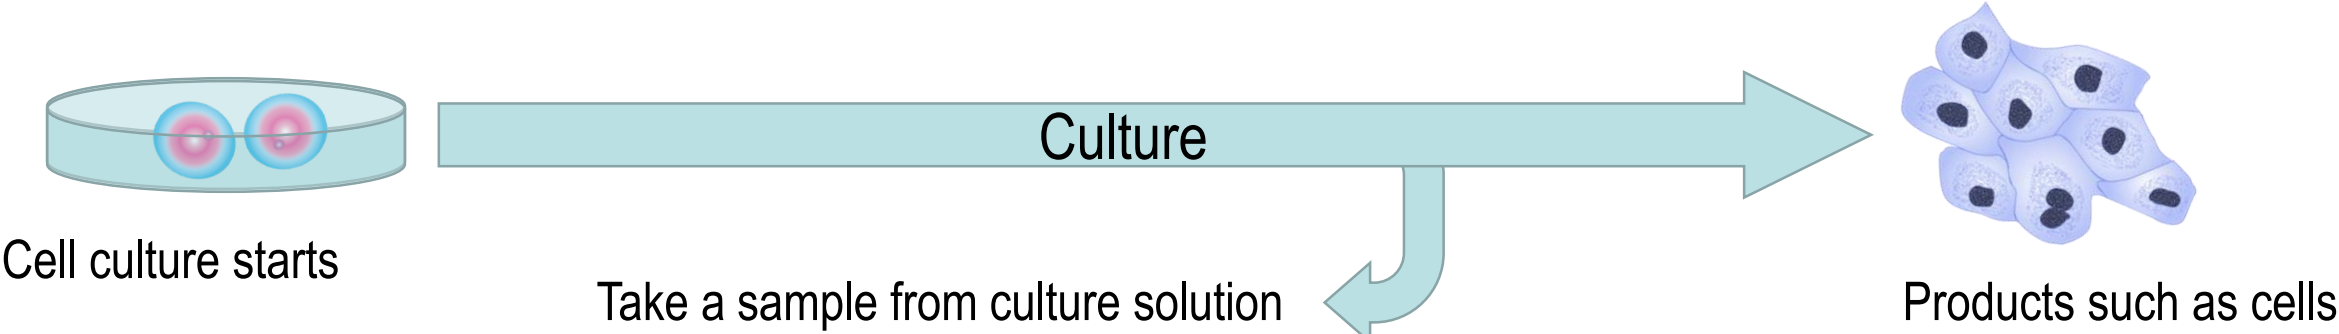 Culture
Cell culture starts
Take a sample from culture solution
Products such as cells